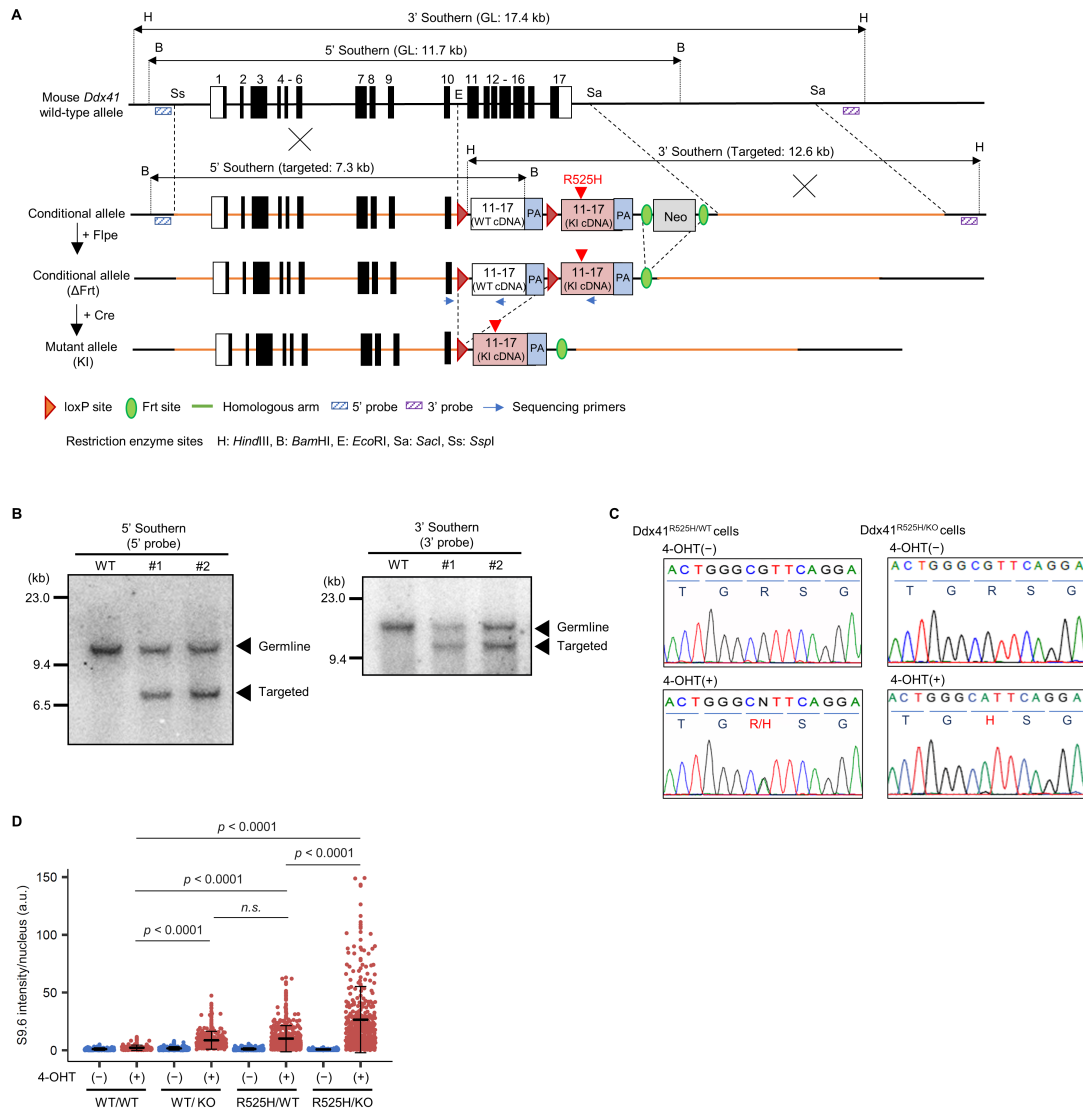 A
H
3' Southern (GL: 17.4 kb)
H
B
5' Southern (GL: 11.7 kb)
B
Ss
1
2
3
4 - 6
7
8
9
10
E
11
12 - 16
17
Sa
Sa
Mouse Ddx41
wild-type allele
B
5' Southern (targeted: 7.3 kb)
B
H
3' Southern (Targeted: 12.6 kb)
H
R525H
Conditional allele
11-17
(WT cDNA)
PA
11-17
(KI cDNA)
PA
Neo
+ Flpe
Conditional allele
(ΔFrt)
11-17
(WT cDNA)
PA
11-17
(KI cDNA)
PA
+ Cre
Mutant allele
(KI)
11-17
(KI cDNA)
PA
loxP site
Frt site
Homologous arm
5' probe
3' probe
Sequencing primers
Restriction enzyme sites H: HindIII, B: BamHI, E: EcoRI, Sa: SacI, Ss: SspI
B
5' Southern
(5' probe)
WT
#1
#2
(kb)
23.0
9.4
6.5
Germline
Targeted
3' Southern
(3' probe)
WT
#1
#2
(kb)
23.0
9.4
Germline
Targeted
C
Ddx41R525H/WT cells
4-OHT(−)
ACTGGGCGTTCAGGA
T G R S G
4-OHT(+)
ACTGGGCNTTCAGGA
T G R/H S G
Ddx41R525H/KO cells
4-OHT(−)
ACTGGGCGTTCAGGA
T G R S G
4-OHT(+)
ACTGGGCATTCAGGA
T G H S G
D
p < 0.0001
p < 0.0001
p < 0.0001
n.s.
p < 0.0001
S9.6 intensity/nucleus (a.u.)
150
100
50
0
4-OHT (−) (+) (−) (+) (−) (+) (−) (+)
WT/WT WT/KO R525H/WT R525H/KO